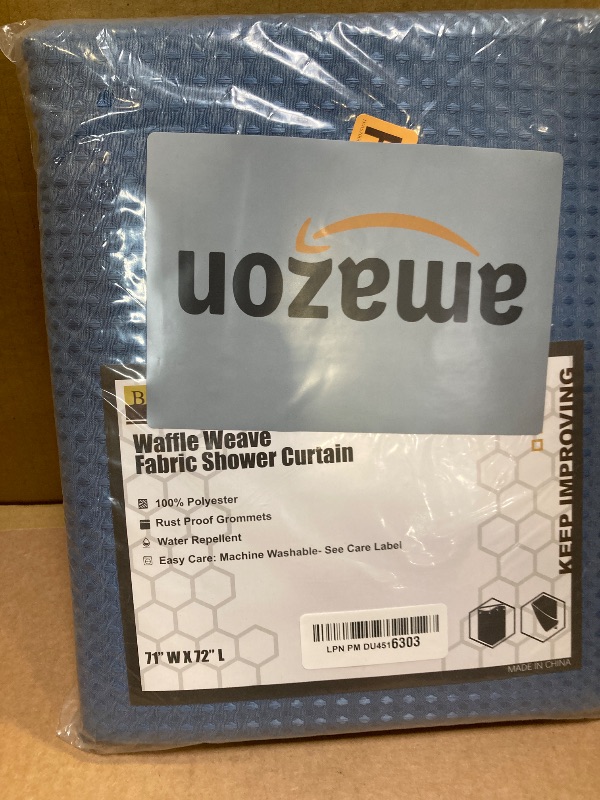 amazon
B
Waffle Weave
Fabric Shower Curtain
100% Polyester
Rust Proof Grommets
Water Repellent
Easy Care: Machine Washable- See Care Label
71" W X 72" L
LPN PM DU4516303
KEEP IMPROVING
MADE IN CHINA